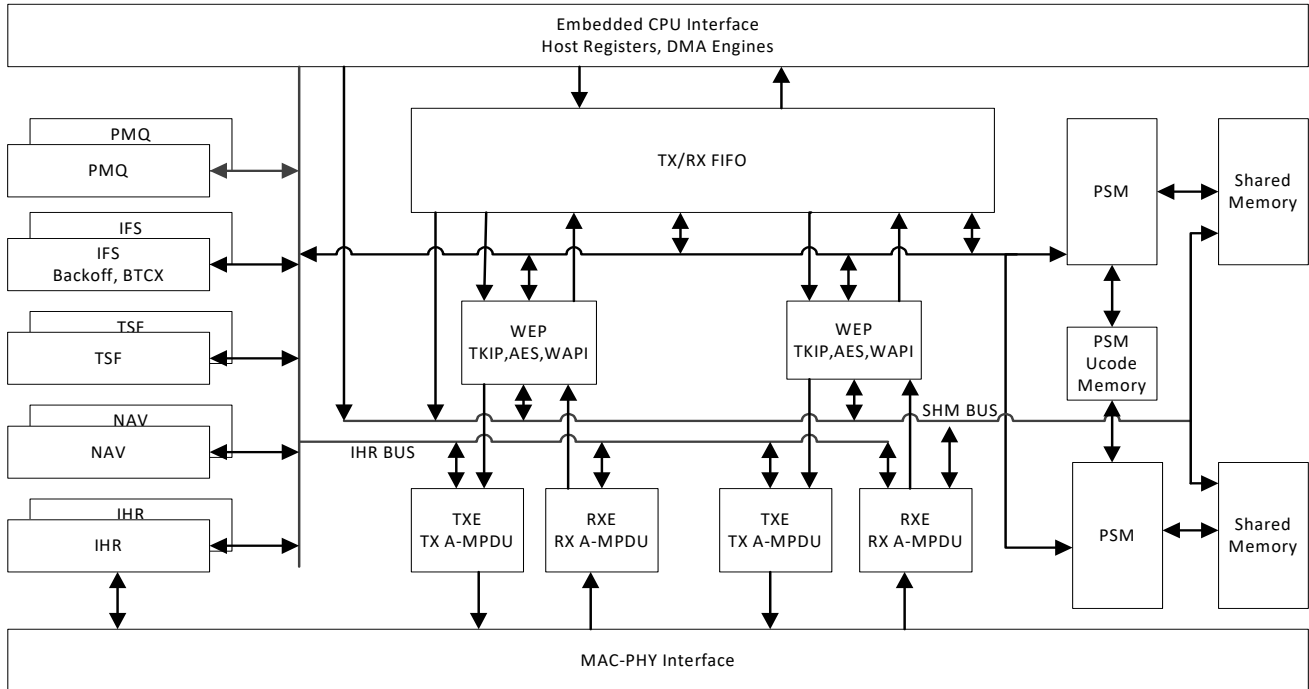 Embedded CPU Interface
Host Registers, DMA Engines
PMQ
PMQ
TX/RX FIFO
PSM
Shared
Memory
IFS
IFS
Backoff, BTCX
TSF
TSF
WEP
TKIP,AES,WAPI
WEP
TKIP,AES,WAPI
PSM
Ucode
Memory
NAV
NAV
SHM BUS
IHR BUS
IHR
IHR
TXE
TX A-MPDU
RXE
RX A-MPDU
TXE
TX A-MPDU
RXE
RX A-MPDU
PSM
Shared
Memory
MAC-PHY Interface